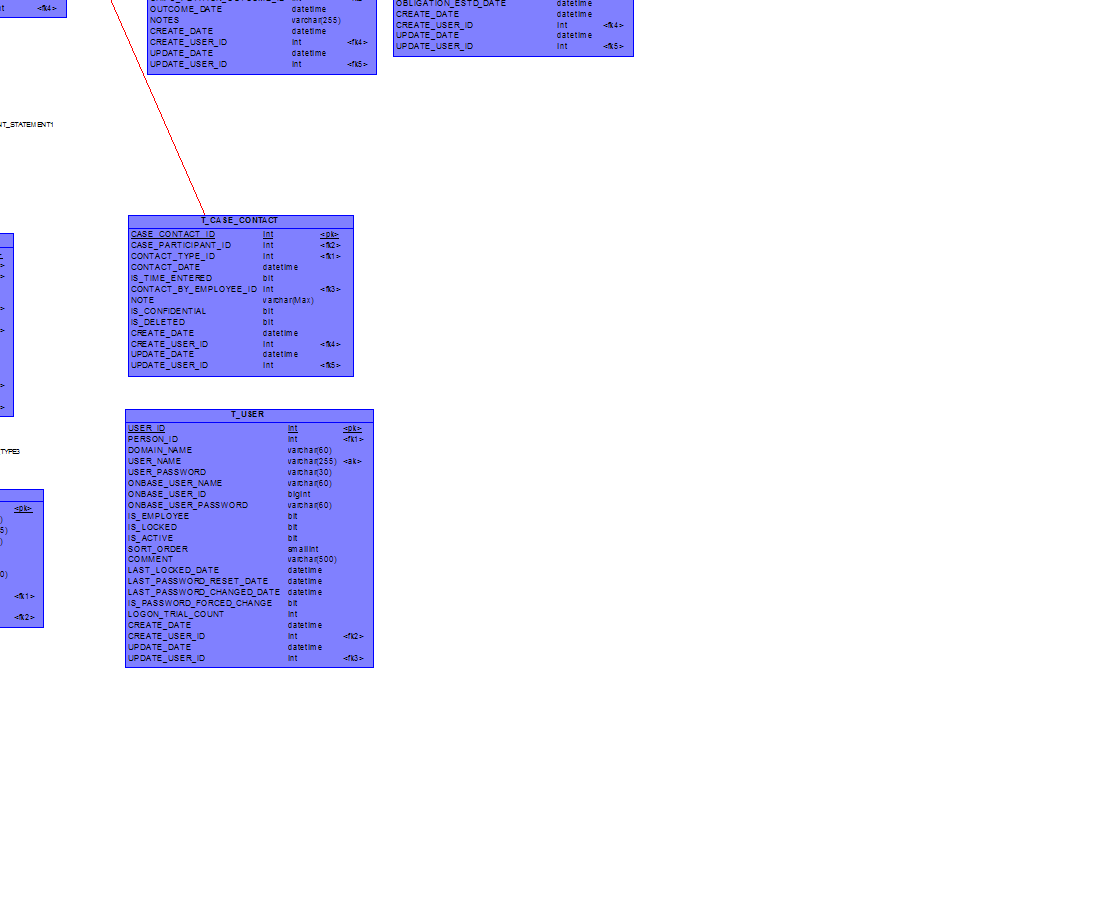 <fk4>
OUTCOME_DATE datetime
NOTES varchar(255)
CREATE_DATE datetime
CREATE_USER_ID int <fk4>
UPDATE_DATE datetime
UPDATE_USER_ID int <fk5>
OBLIGATION_ESTD_DATE datetime
CREATE_DATE datetime
CREATE_USER_ID int <fk4>
UPDATE_DATE datetime
UPDATE_USER_ID int <fk5>
NT_STATEMENT1
T_CASE_CONTACT
CASE_CONTACT_ID int <pk>
CASE_PARTICIPANT_ID int <fk2>
CONTACT_TYPE_ID int <fk1>
CONTACT_DATE datetime
IS_TIME_ENTERED bit
CONTACT_BY_EMPLOYEE_ID int <fk3>
NOTE varchar(Max)
IS_CONFIDENTIAL bit
IS_DELETED bit
CREATE_DATE datetime
CREATE_USER_ID int <fk4>
UPDATE_DATE datetime
UPDATE_USER_ID int <fk5>
T_USER
USER_ID int <pk>
PERSON_ID int <fk1>
DOMAIN_NAME varchar(60)
USER_NAME varchar(255) <ak>
USER_PASSWORD varchar(30)
ONBASE_USER_NAME varchar(60)
ONBASE_USER_ID bigint
ONBASE_USER_PASSWORD varchar(60)
IS_EMPLOYEE bit
IS_LOCKED bit
IS_ACTIVE bit
SORT_ORDER smallint
COMMENT varchar(500)
LAST_LOCKED_DATE datetime
LAST_PASSWORD_RESET_DATE datetime
LAST_PASSWORD_CHANGED_DATE datetime
IS_PASSWORD_FORCED_CHANGE bit
LOGON_TRIAL_COUNT int
CREATE_DATE datetime
CREATE_USER_ID int <fk2>
UPDATE_DATE datetime
UPDATE_USER_ID int <fk3>
TYPE3
<pk>
)
5)
)
0)
<fk1>
<fk2>